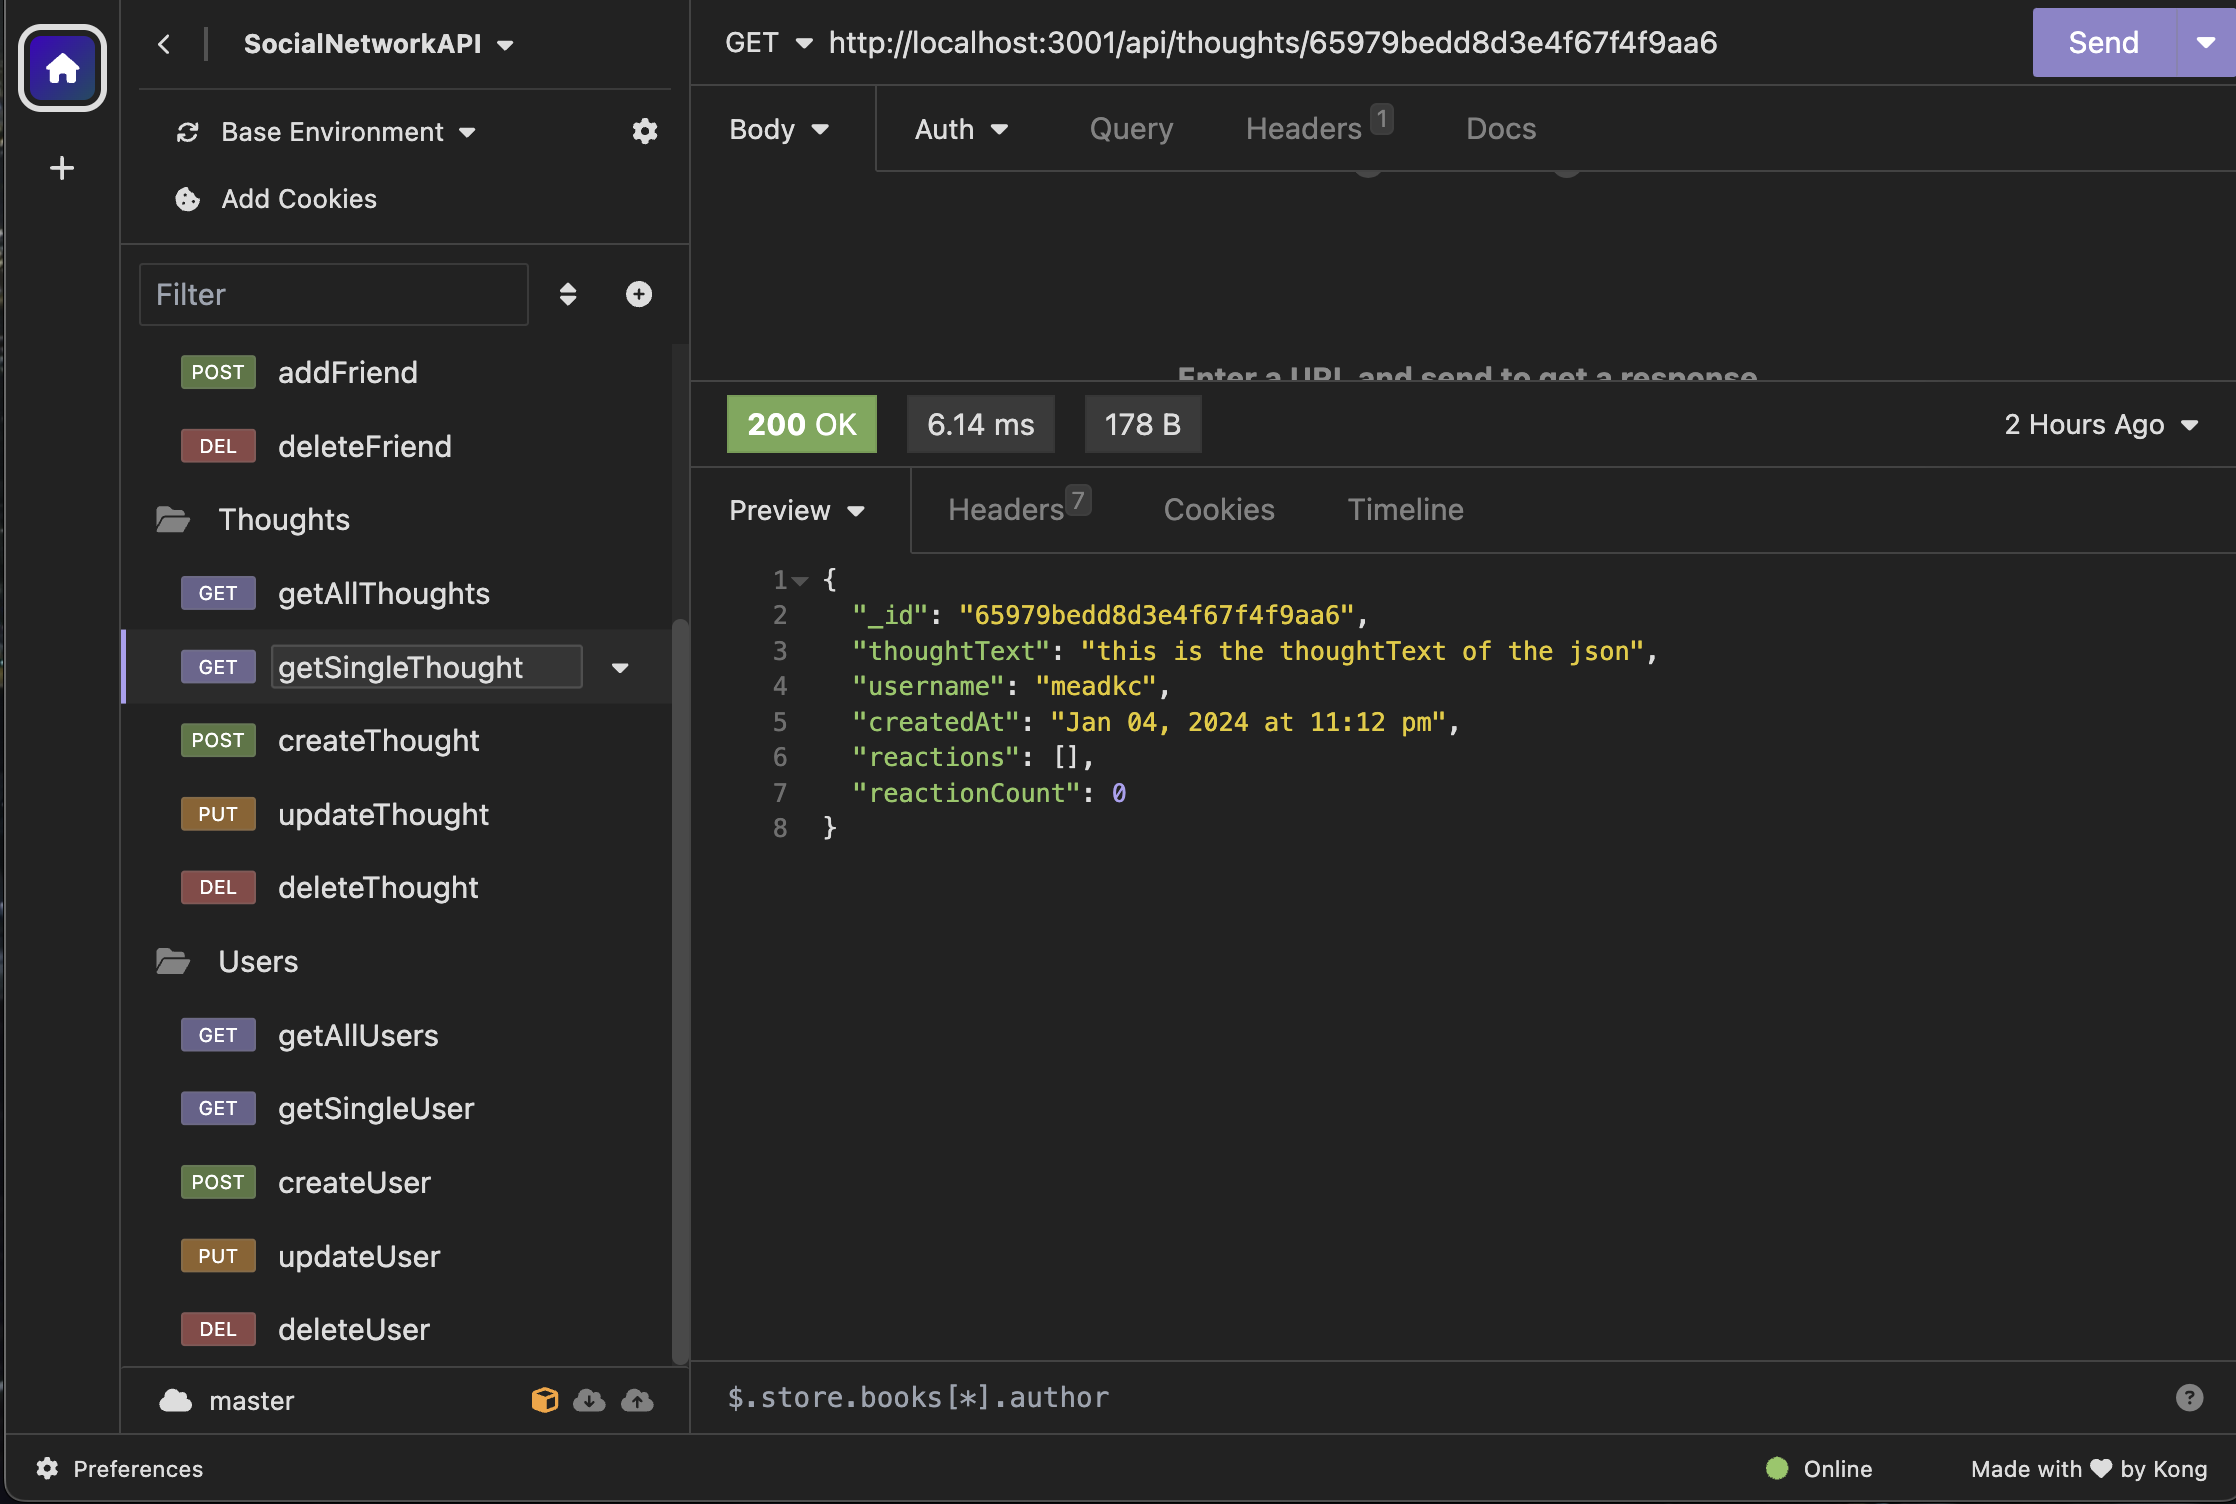 SocialNetworkAPI
Base Environment
Add Cookies
Filter
POST addFriend
DEL deleteFriend
Thoughts
GET getAllThoughts
GET getSingleThought
POST createThought
PUT updateThought
DEL deleteThought
Users
GET getAllUsers
GET getSingleUser
POST createUser
PUT updateUser
DEL deleteUser
master
Preferences
GET http://localhost:3001/api/thoughts/65979bedd8d3e4f67f4f9aa6 Send
Body Auth Query Headers 1 Docs
Enter a URL and send to get a response
200 OK 6.14 ms 178 B 2 Hours Ago
Preview Headers 7 Cookies Timeline
1 {
2 "_id": "65979bedd8d3e4f67f4f9aa6",
3 "thoughtText": "this is the thoughtText of the json",
4 "username": "meadkc",
5 "createdAt": "Jan 04, 2024 at 11:12 pm",
6 "reactions": [],
7 "reactionCount": 0
8 }
$.store.books[*].author ?
Online Made with ♥ by Kong